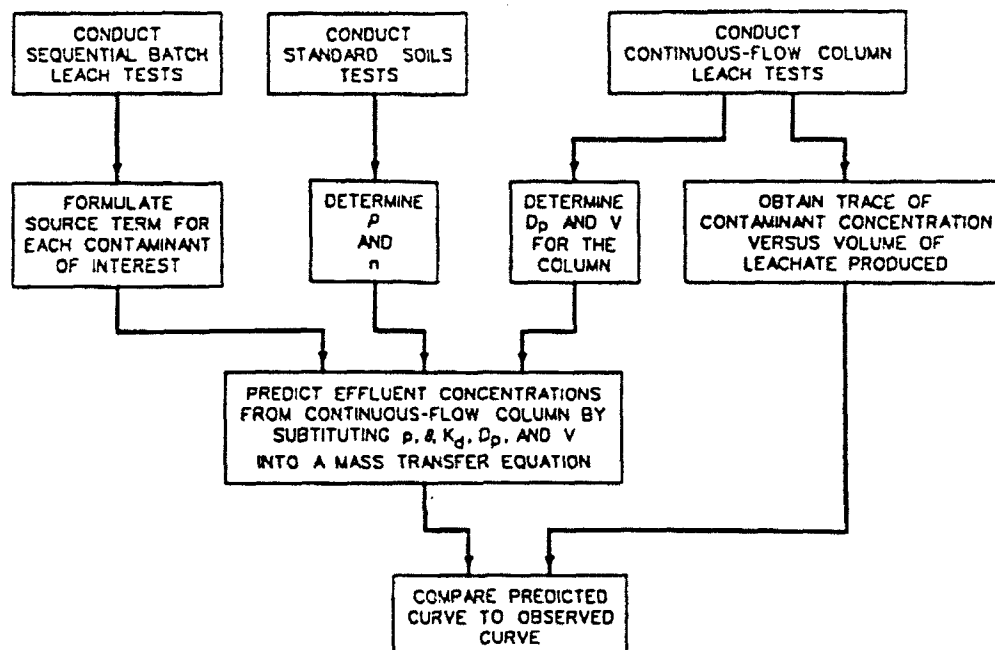 CONDUCT
SEQUENTIAL BATCH
LEACH TESTS
CONDUCT
STANDARD SOILS
TESTS
CONDUCT
CONTINUOUS-FLOW COLUMN
LEACH TESTS
FORMULATE
SOURCE TERM FOR
EACH CONTAMINANT
OF INTEREST
DETERMINE
ρ
AND
n
DETERMINE
Dp AND V
FOR THE
COLUMN
OBTAIN TRACE OF
CONTAMINANT CONCENTRATION
VERSUS VOLUME OF
LEACHATE PRODUCED
PREDICT EFFLUENT CONCENTRATIONS
FROM CONTINUOUS-FLOW COLUMN BY
SUBTITUTING ρ, θ, Kd, Dp, AND V
INTO A MASS TRANSFER EQUATION
COMPARE PREDICTED
CURVE TO OBSERVED
CURVE